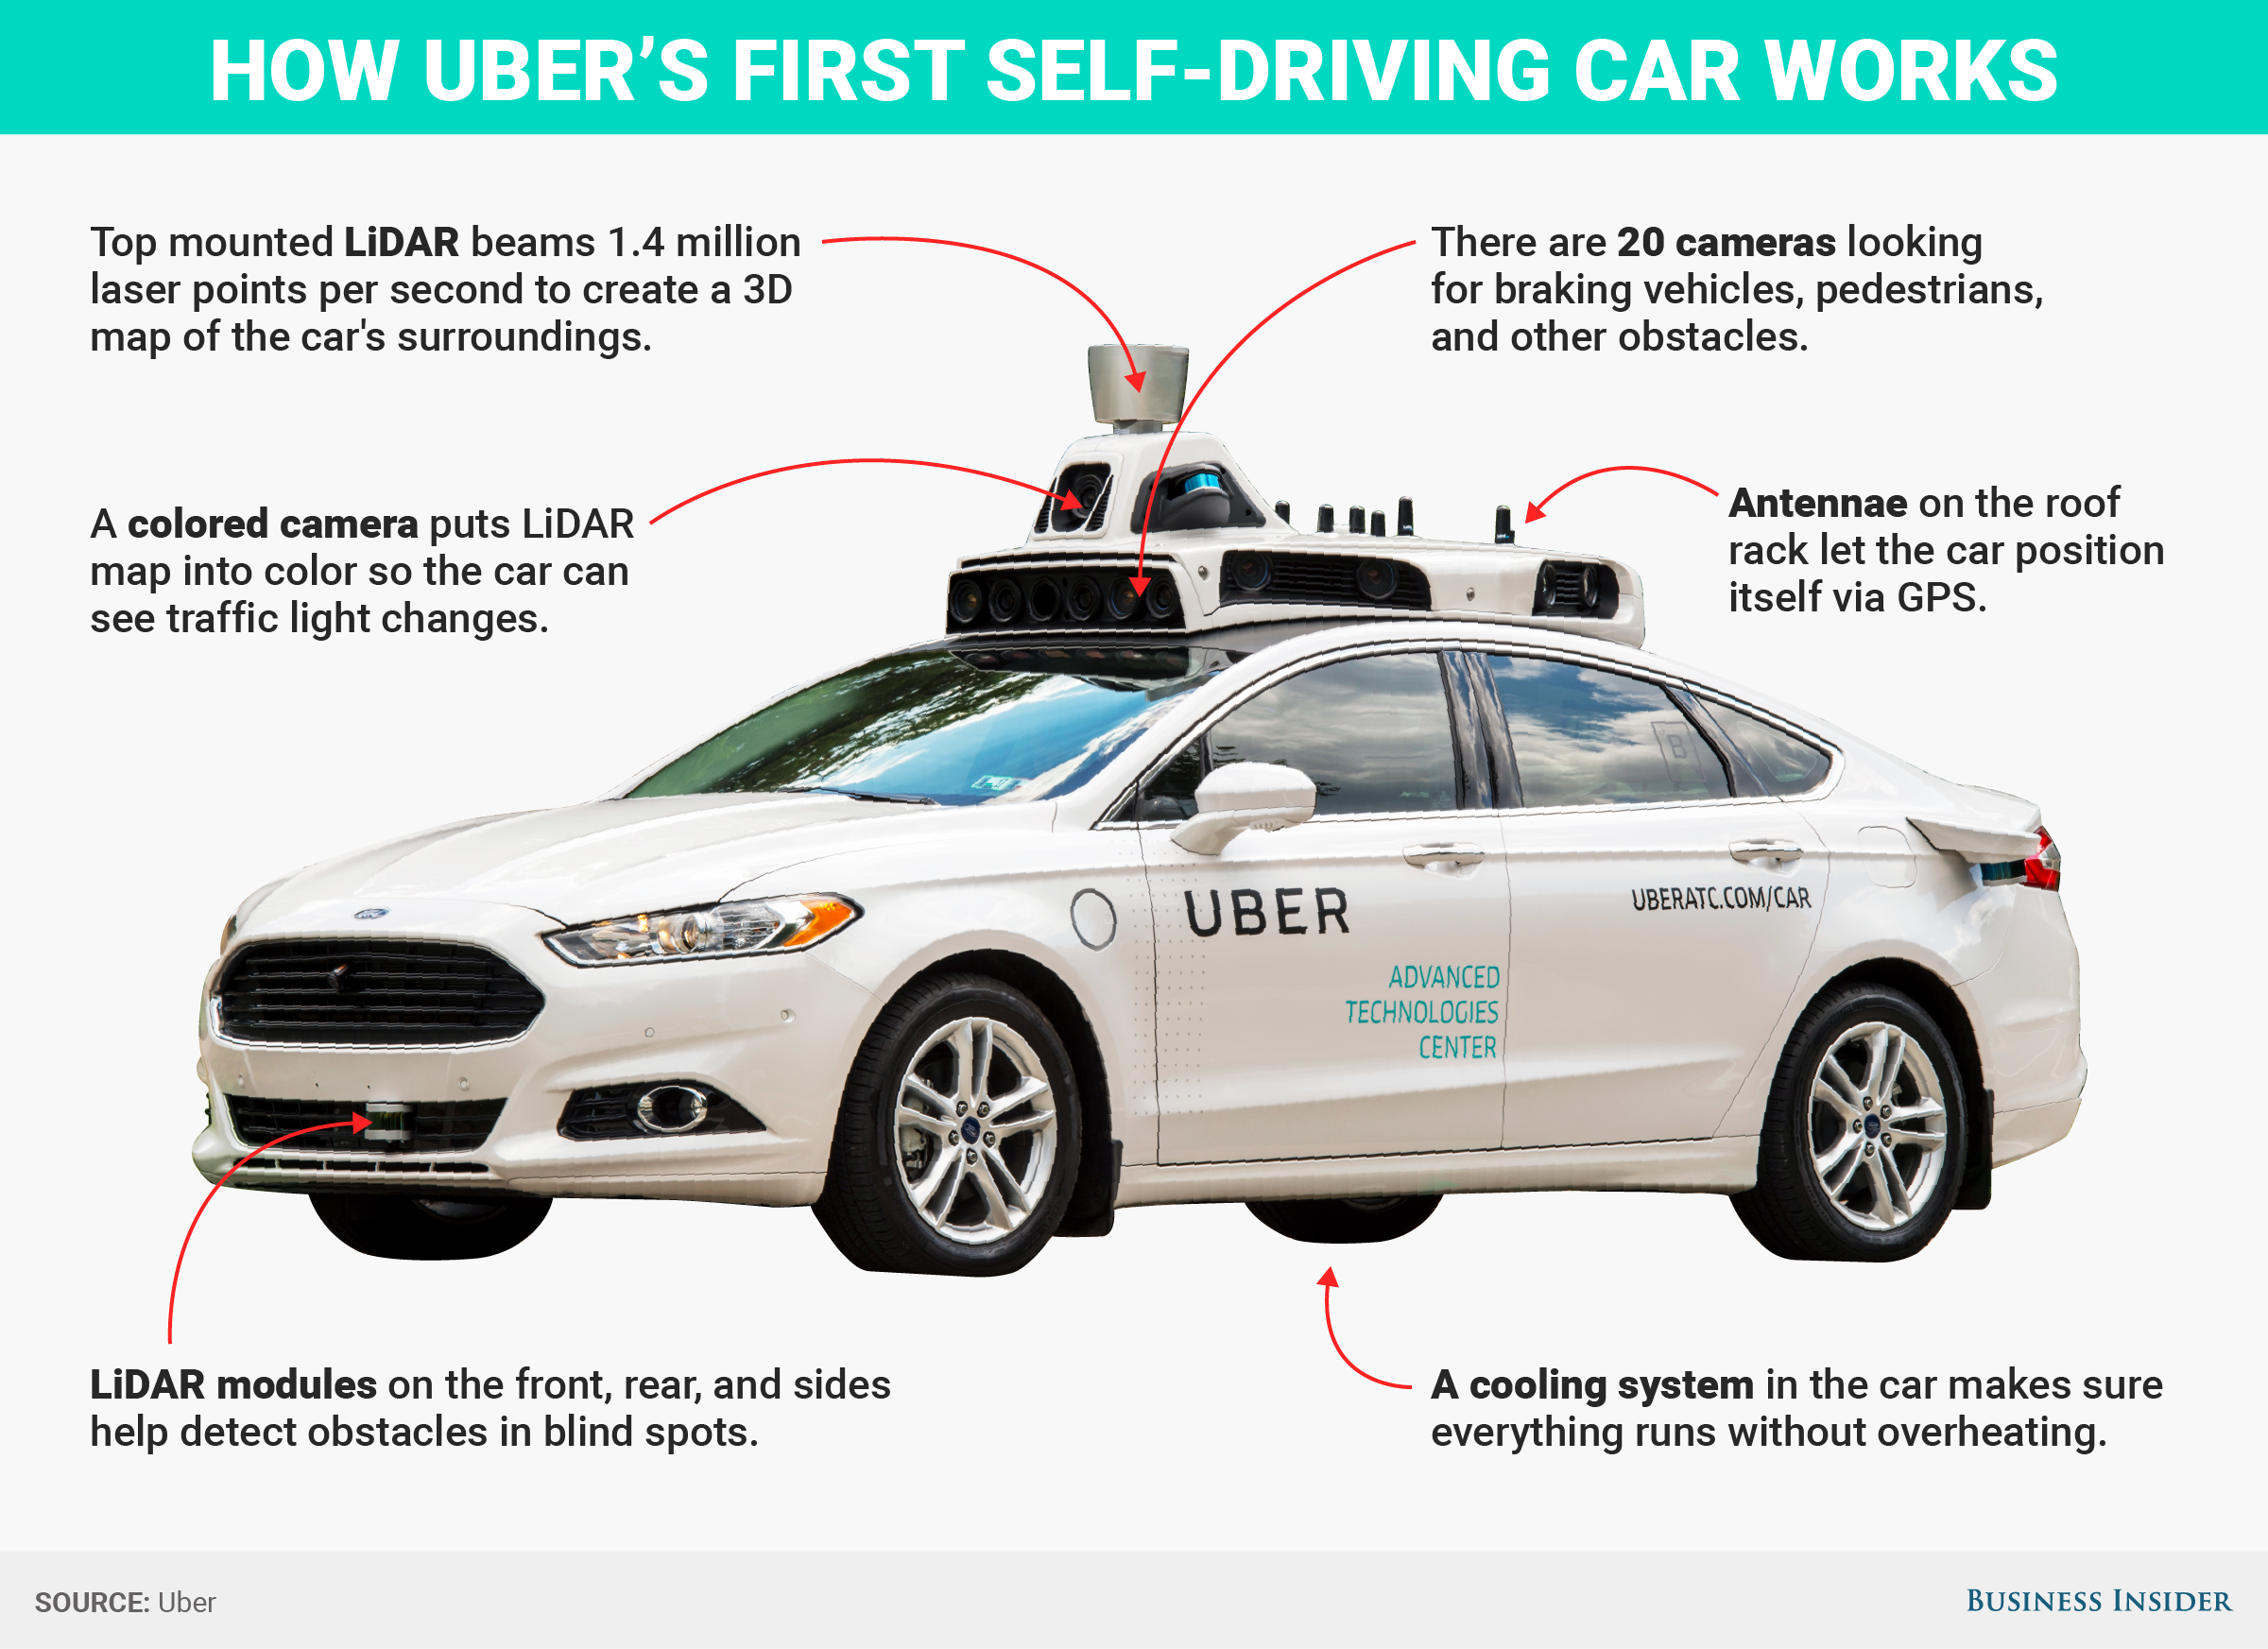 HOW UBER'S FIRST SELF-DRIVING CAR WORKS
Top mounted LiDAR beams 1.4 million
laser points per second to create a 3D
map of the car's surroundings.
There are 20 cameras looking
for braking vehicles, pedestrians,
and other obstacles.
A colored camera puts LiDAR
map into color so the car can
see traffic light changes.
Antennae on the roof
rack let the car position
itself via GPS.
UBER
UBERATC.COM/CAR
ADVANCED
TECHNOLOGIES
CENTER
LiDAR modules on the front, rear, and sides
help detect obstacles in blind spots.
A cooling system in the car makes sure
everything runs without overheating.
SOURCE: Uber
BUSINESS INSIDER